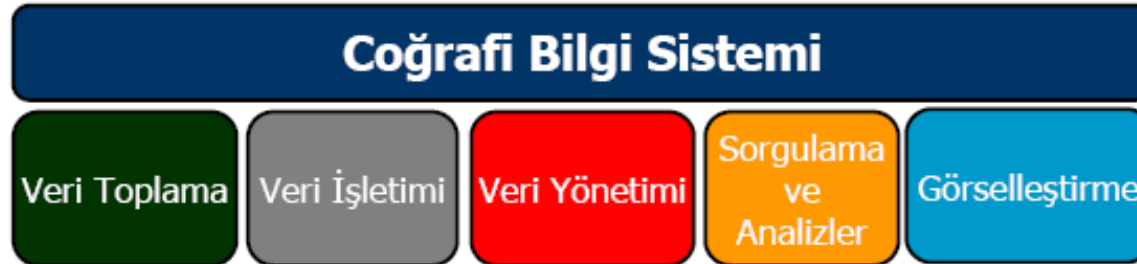 Coğrafi Bilgi Sistemi
Veri Toplama
Veri İşletimi
Veri Yönetimi
Sorgulama
ve
Analizler
Görselleştirme